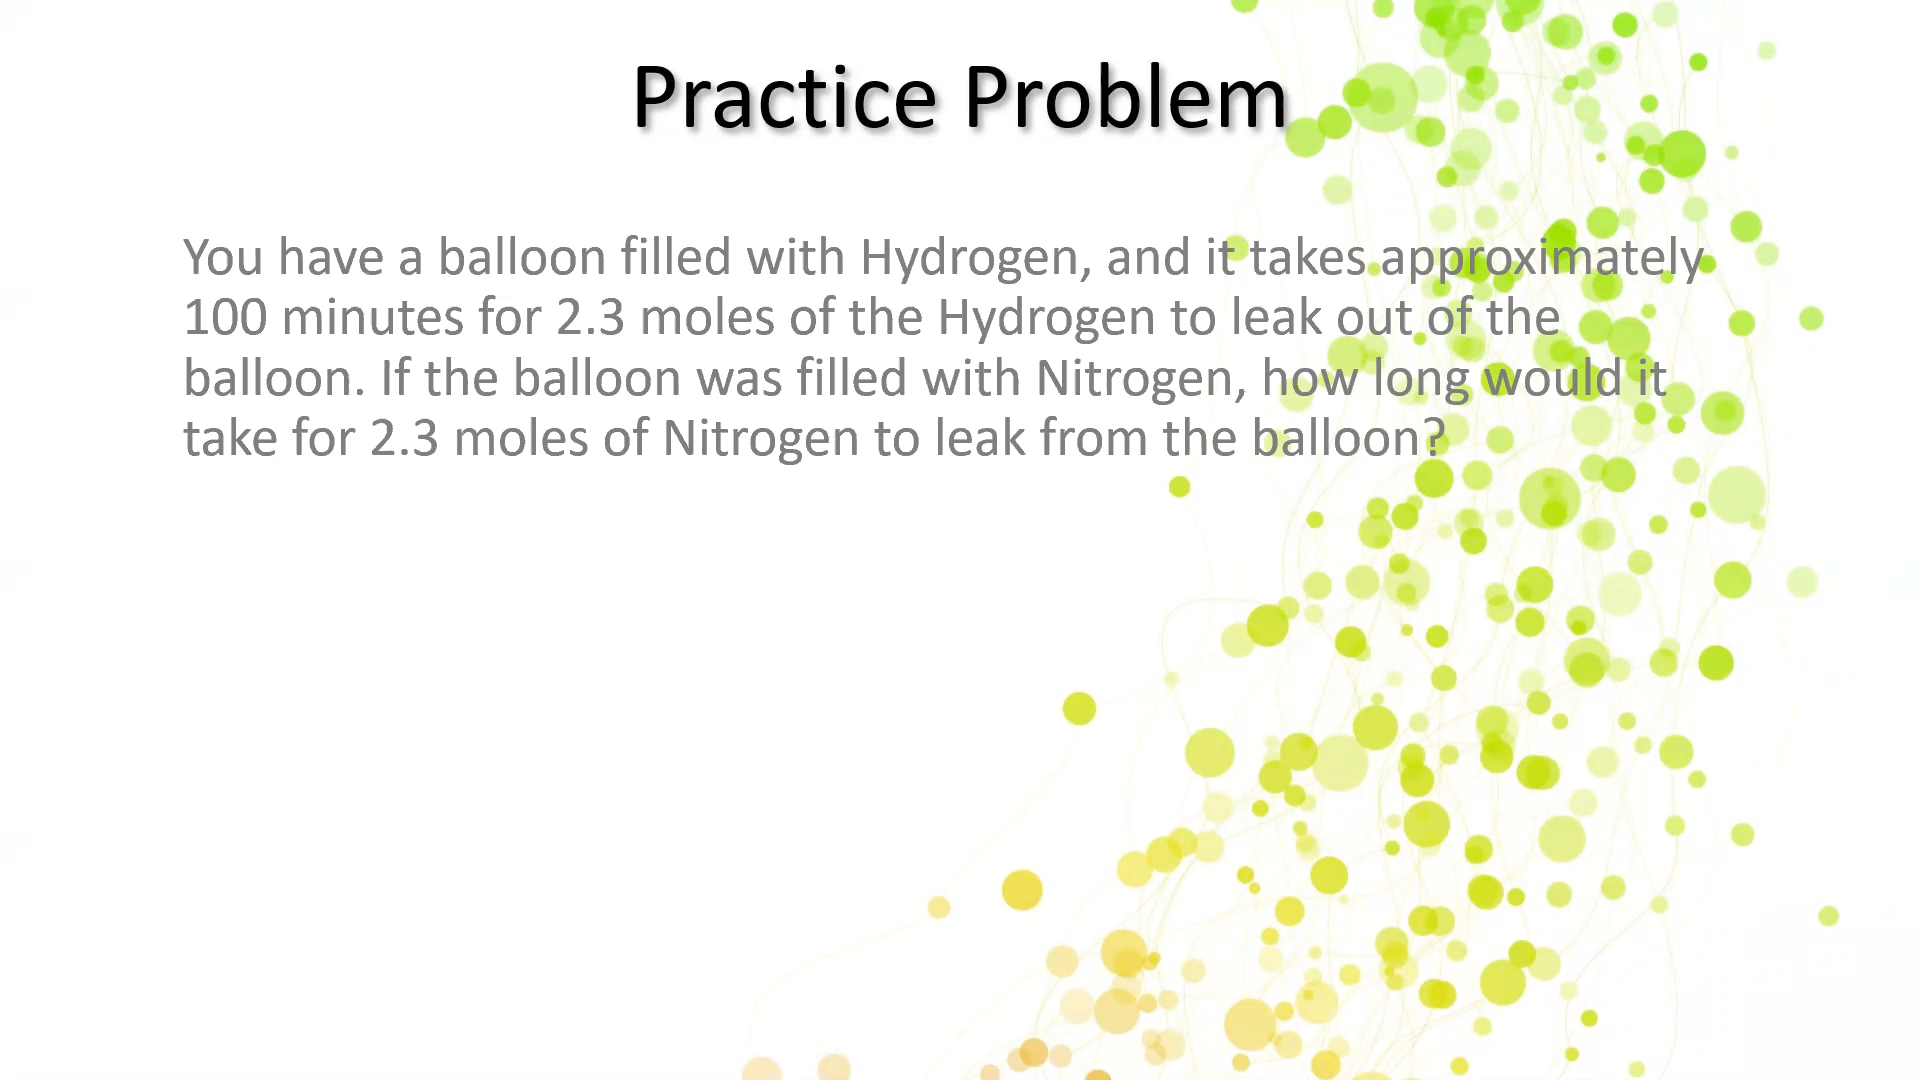 Practice Problem
You have a balloon filled with Hydrogen, and it takes approximately
100 minutes for 2.3 moles of the Hydrogen to leak out of the
balloon. If the balloon was filled with Nitrogen, how long would it
take for 2.3 moles of Nitrogen to leak from the balloon?